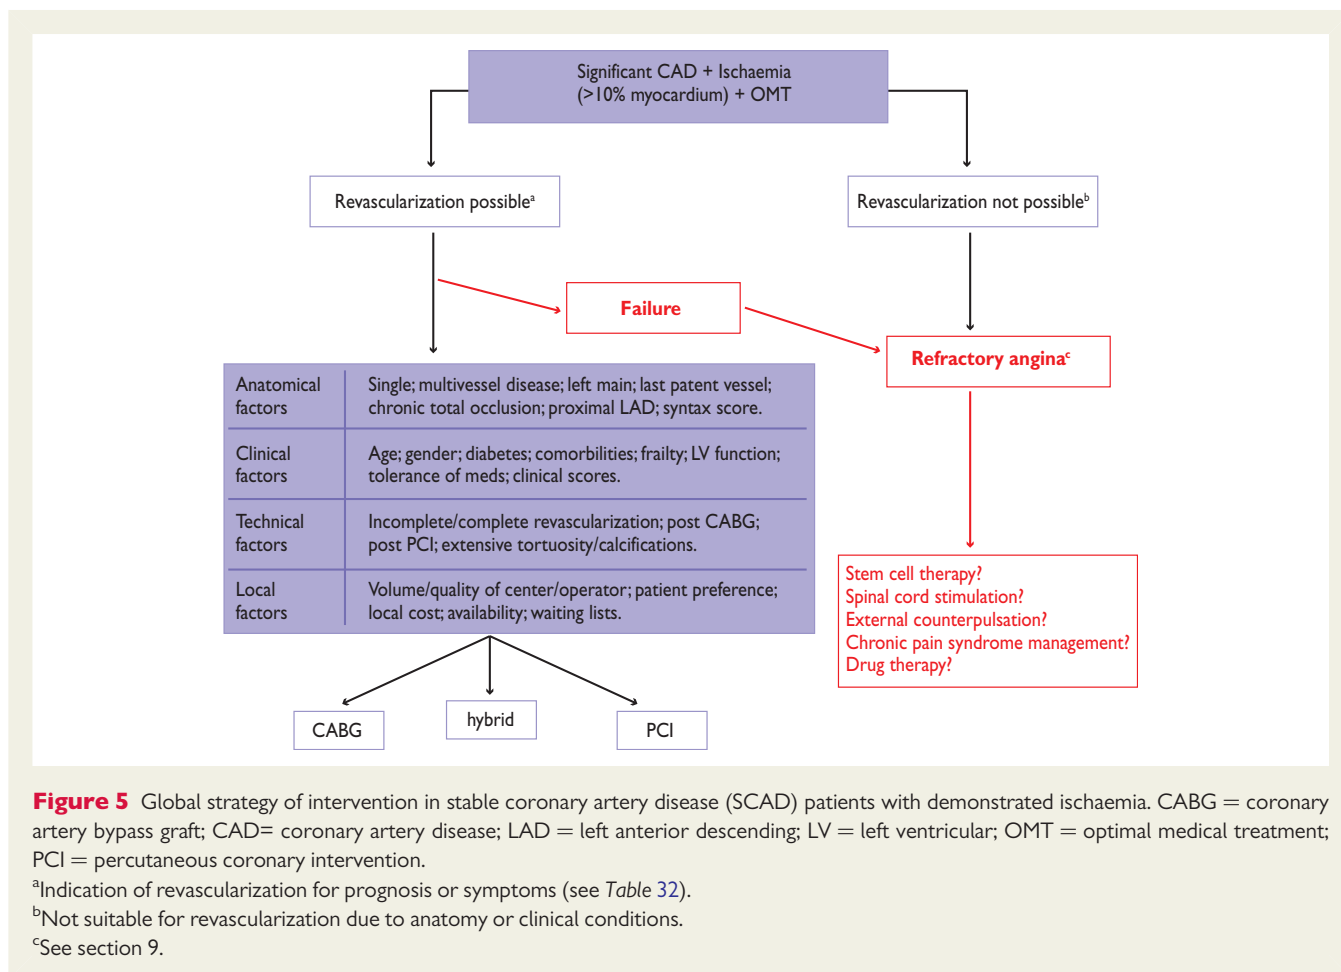 Significant CAD + Ischaemia
(>10% myocardium) + OMT
Revascularization possibleᵃ
Revascularization not possibleᵇ
Failure
Refractory anginaᶜ
Anatomical
factors
Single; multivessel disease; left main; last patent vessel;
chronic total occlusion; proximal LAD; syntax score.
Clinical
factors
Age; gender; diabetes; comorbilities; frailty; LV function;
tolerance of meds; clinical scores.
Technical
factors
Incomplete/complete revascularization; post CABG;
post PCI; extensive tortuosity/calcifications.
Local
factors
Volume/quality of center/operator; patient preference;
local cost; availability; waiting lists.
Stem cell therapy?
Spinal cord stimulation?
External counterpulsation?
Chronic pain syndrome management?
Drug therapy?
CABG
hybrid
PCI
Figure 5 Global strategy of intervention in stable coronary artery disease (SCAD) patients with demonstrated ischaemia. CABG = coronary
artery bypass graft; CAD= coronary artery disease; LAD = left anterior descending; LV = left ventricular; OMT = optimal medical treatment;
PCI = percutaneous coronary intervention.
ᵃIndication of revascularization for prognosis or symptoms (see Table 32).
ᵇNot suitable for revascularization due to anatomy or clinical conditions.
ᶜSee section 9.